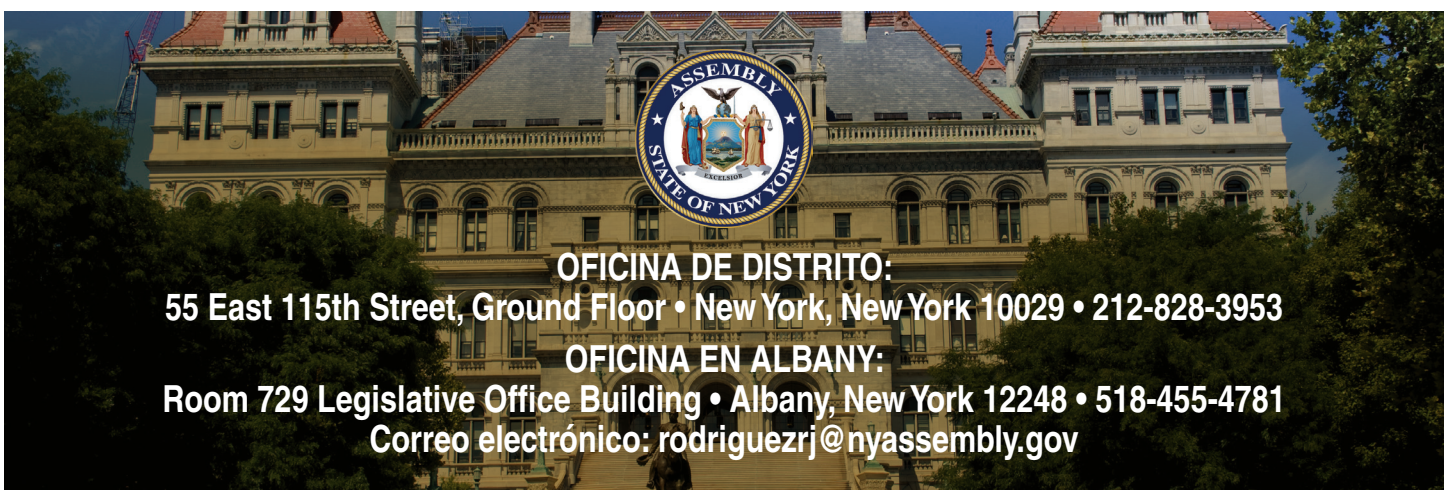 ASSEMBLY
STATE OF NEW YORK
EXCELSIOR
OFICINA DE DISTRITO:
55 East 115th Street, Ground Floor • New York, New York 10029 • 212-828-3953
OFICINA EN ALBANY:
Room 729 Legislative Office Building • Albany, New York 12248 • 518-455-4781
Correo electrónico: rodriguezrj@nyassembly.gov